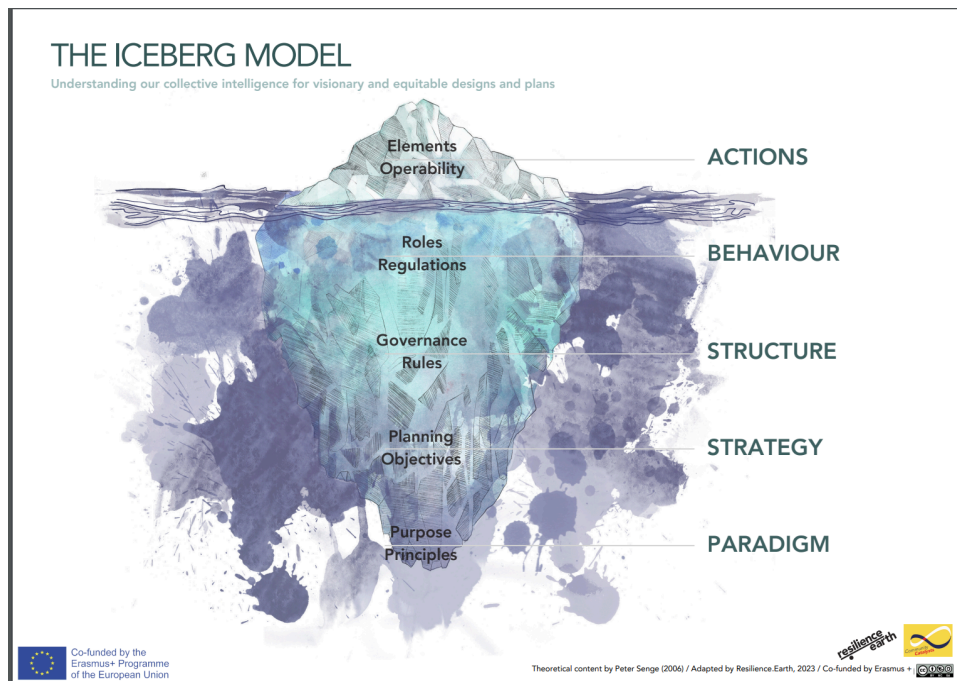 THE ICEBERG MODEL
Understanding our collective intelligence for visionary and equitable designs and plans
Elements
Operability
ACTIONS
Roles
Regulations
BEHAVIOUR
Governance
Rules
STRUCTURE
Planning
Objectives
STRATEGY
Purpose
Principles
PARADIGM
Co-funded by the
Erasmus+ Programme
of the European Union
resilience
earth
Community
Catalysts
Theoretical content by Peter Senge (2006) / Adapted by Resilience.Earth, 2023 / Co-funded by Erasmus +